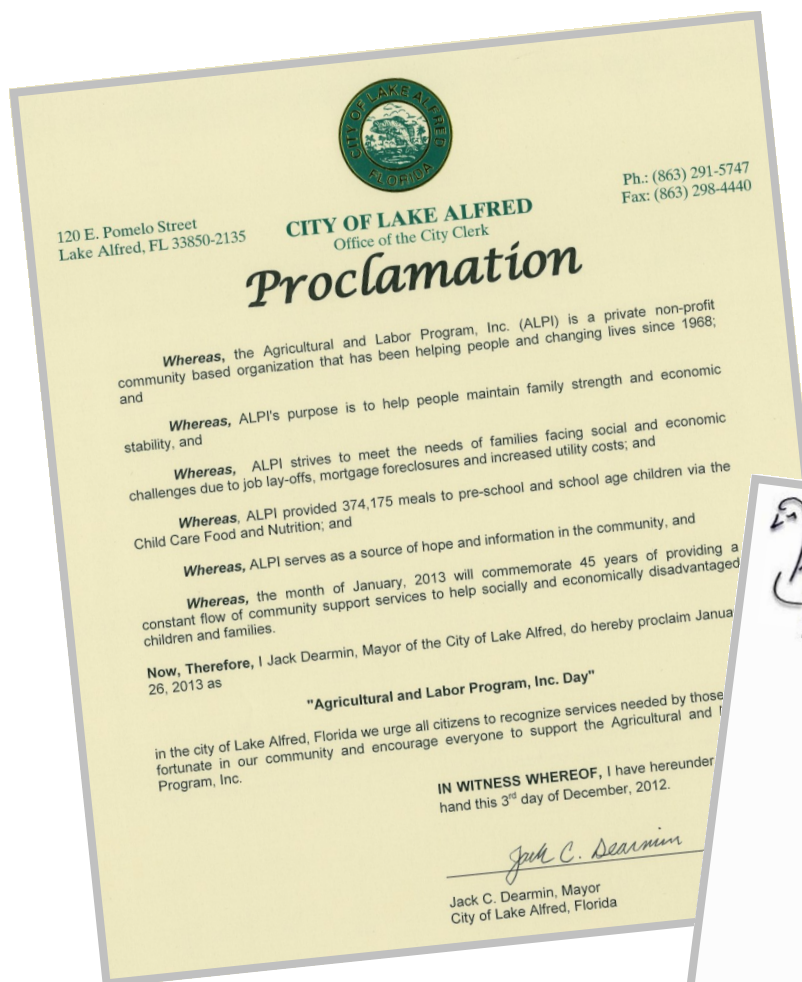 CITY OF LAKE ALFRED
FLORIDA
120 E. Pomelo Street
Lake Alfred, FL 33850-2135
Ph.: (863) 291-5747
Fax: (863) 298-4440
CITY OF LAKE ALFRED
Office of the City Clerk
Proclamation
Whereas, the Agricultural and Labor Program, Inc. (ALPI) is a private non-profit
community based organization that has been helping people and changing lives since 1968;
and
Whereas, ALPI's purpose is to help people maintain family strength and economic
stability, and
Whereas, ALPI strives to meet the needs of families facing social and economic
challenges due to job lay-offs, mortgage foreclosures and increased utility costs; and
Whereas, ALPI provided 374,175 meals to pre-school and school age children via the
Child Care Food and Nutrition; and
Whereas, ALPI serves as a source of hope and information in the community, and
Whereas, the month of January, 2013 will commemorate 45 years of providing a
constant flow of community support services to help socially and economically disadvantaged
children and families.
Now, Therefore, I Jack Dearmin, Mayor of the City of Lake Alfred, do hereby proclaim Janua
26, 2013 as
"Agricultural and Labor Program, Inc. Day"
in the city of Lake Alfred, Florida we urge all citizens to recognize services needed by those
fortunate in our community and encourage everyone to support the Agricultural and
Program, Inc.
IN WITNESS WHEREOF, I have hereunder
hand this 3rd day of December, 2012.
Jack C. Dearmin
Jack C. Dearmin, Mayor
City of Lake Alfred, Florida